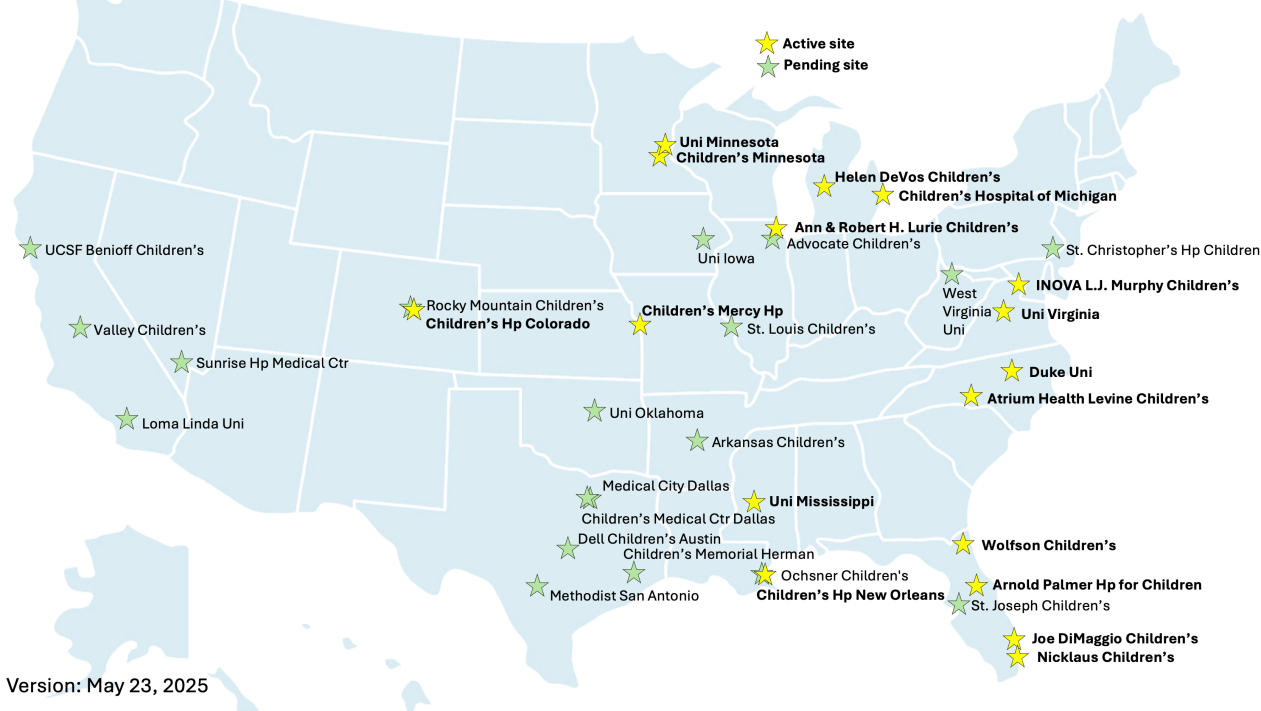 Active site
Pending site
Uni Minnesota
Children's Minnesota
Helen DeVos Children's
Children's Hospital of Michigan
Ann & Robert H. Lurie Children's
Advocate Children's
Uni Iowa
UCSF Benioff Children's
St. Christopher's Hp Children
INOVA L.J. Murphy Children's
West
Virginia
Uni
Uni Virginia
Rocky Mountain Children's
Children's Hp Colorado
Children's Mercy Hp
St. Louis Children's
Valley Children's
Sunrise Hp Medical Ctr
Duke Uni
Atrium Health Levine Children's
Loma Linda Uni
Uni Oklahoma
Arkansas Children's
Medical City Dallas
Children's Medical Ctr Dallas
Uni Mississippi
Dell Children's Austin
Children's Memorial Herman
Methodist San Antonio
Ochsner Children's
Children's Hp New Orleans
Wolfson Children's
Arnold Palmer Hp for Children
St. Joseph Children's
Joe DiMaggio Children's
Nicklaus Children's
Version: May 23, 2025